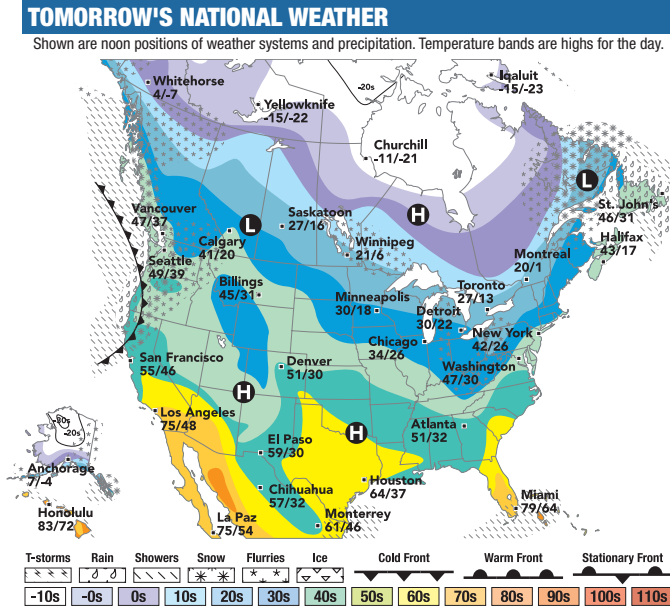 TOMORROW'S NATIONAL WEATHER
Shown are noon positions of weather systems and precipitation. Temperature bands are highs for the day.
Whitehorse
4/-7
Yellowknife
-15/-22
-20s
Iqaluit
-15/-23
Churchill
-11/-21
L
St. John's
46/31
Vancouver
47/37
L
Saskatoon
27/16
H
Halifax
43/17
Calgary
41/20
Winnipeg
21/6
Montreal
20/1
Seattle
49/39
Billings
45/31
Toronto
27/13
Minneapolis
30/18
Detroit
30/22
New York
42/26
Chicago
34/26
San Francisco
55/46
Denver
51/30
Washington
47/30
H
Los Angeles
75/48
Atlanta
51/32
H
-30s
-20s
El Paso
59/30
Anchorage
7/-4
Houston
64/37
Chihuahua
57/32
Miami
79/64
Honolulu
83/72
La Paz
75/54
Monterrey
61/46
T-storms Rain Showers Snow Flurries Ice Cold Front Warm Front Stationary Front
-10s -0s 0s 10s 20s 30s 40s 50s 60s 70s 80s 90s 100s 110s